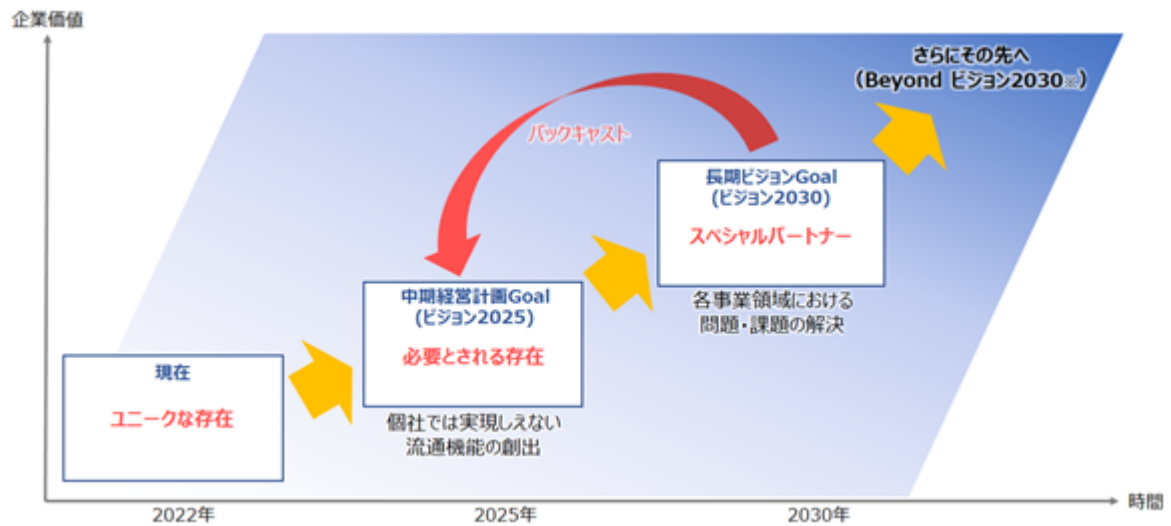 企業価値
さらにその先へ
(Beyond ビジョン2030※)
バックキャスト
長期ビジョンGoal
(ビジョン2030)
スペシャルパートナー
各事業領域における
問題・課題の解決
中期経営計画Goal
(ビジョン2025)
必要とされる存在
個社では実現しえない
流通機能の創出
現在
ユニークな存在
2022年
2025年
2030年
時間